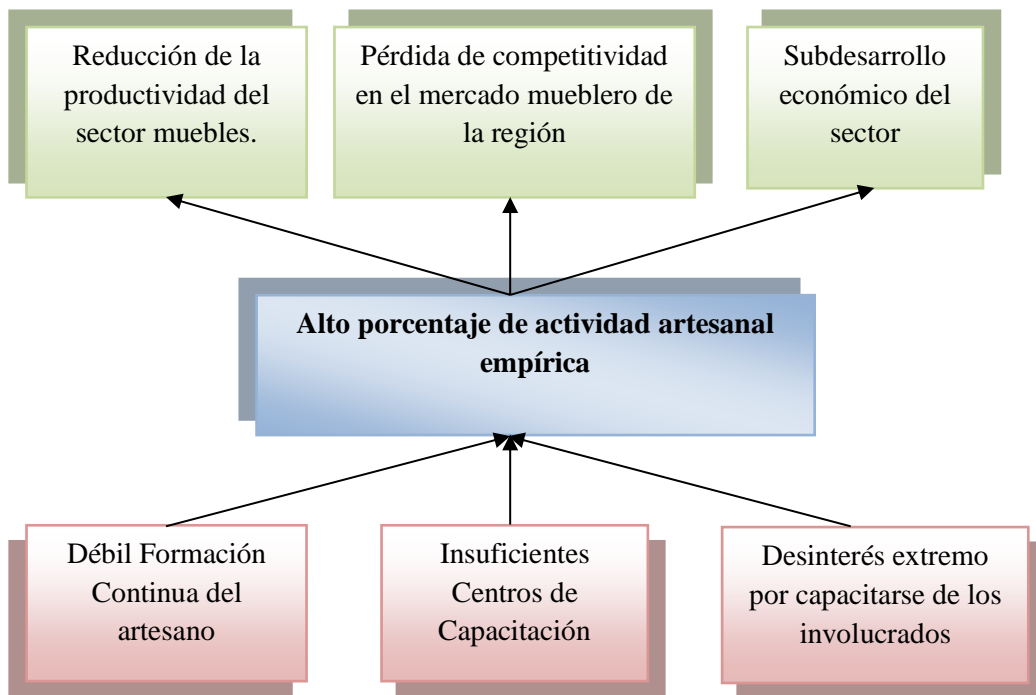 Reducción de la
productividad del
sector muebles.
Pérdida de competitividad
en el mercado mueblero de
la región
Subdesarrollo
económico del
sector
Alto porcentaje de actividad artesanal
empírica
Débil Formación
Continua del
artesano
Insuficientes
Centros de
Capacitación
Desinterés extremo
por capacitarse de los
involucrados